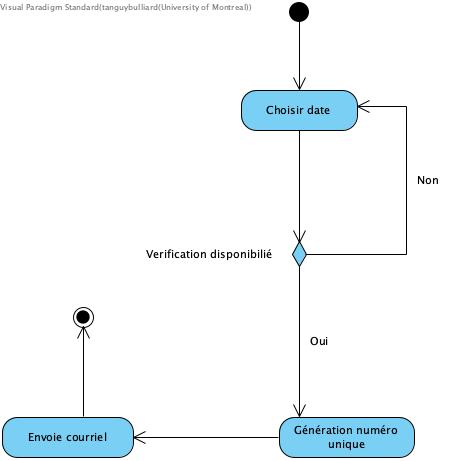 Visual Paradigm Standard(tanguybulliard(University of Montreal))
Choisir date
Non
Verification disponibilié
Oui
Génération numéro
unique
Envoie courriel